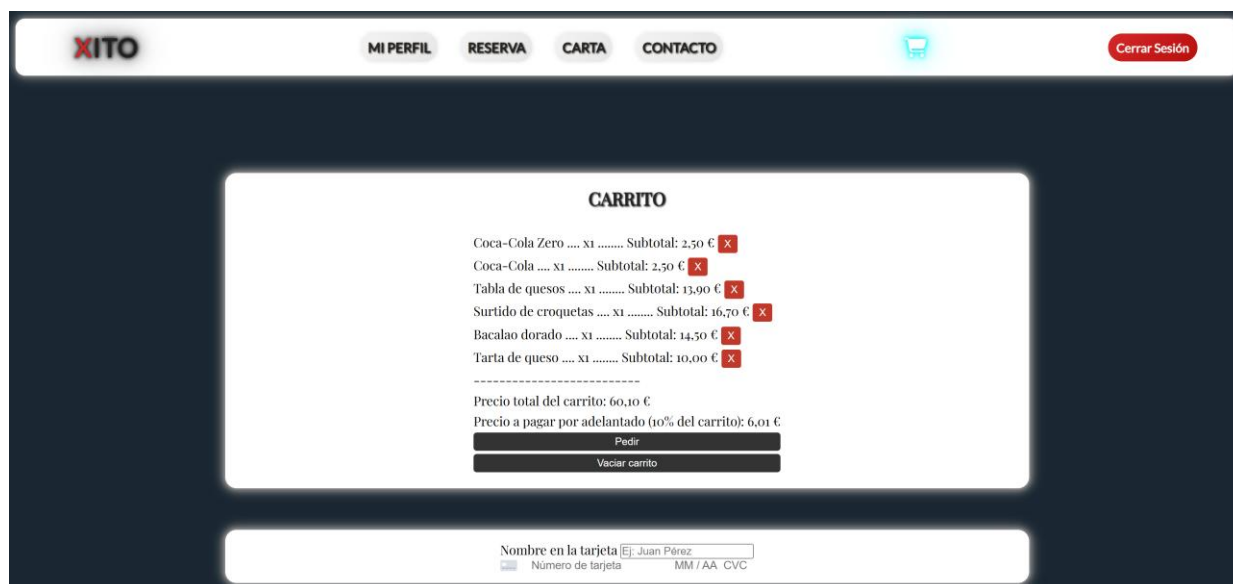 XITO MI PERFIL RESERVA CARTA CONTACTO Cerrar Sesión
CARRITO
Coca-Cola Zero .... x1 ........ Subtotal: 2,50 € X
Coca-Cola .... x1 ........ Subtotal: 2,50 € X
Tabla de quesos .... x1 ........ Subtotal: 13,90 € X
Surtido de croquetas .... x1 ........ Subtotal: 16,70 € X
Bacalao dorado .... x1 ........ Subtotal: 14,50 € X
Tarta de queso .... x1 ........ Subtotal: 10,00 € X
--------------------------
Precio total del carrito: 60,10 €
Precio a pagar por adelantado (10% del carrito): 6,01 €
Pedir
Vaciar carrito
Nombre en la tarjeta Ej: Juan Pérez
Número de tarjeta MM / AA CVC